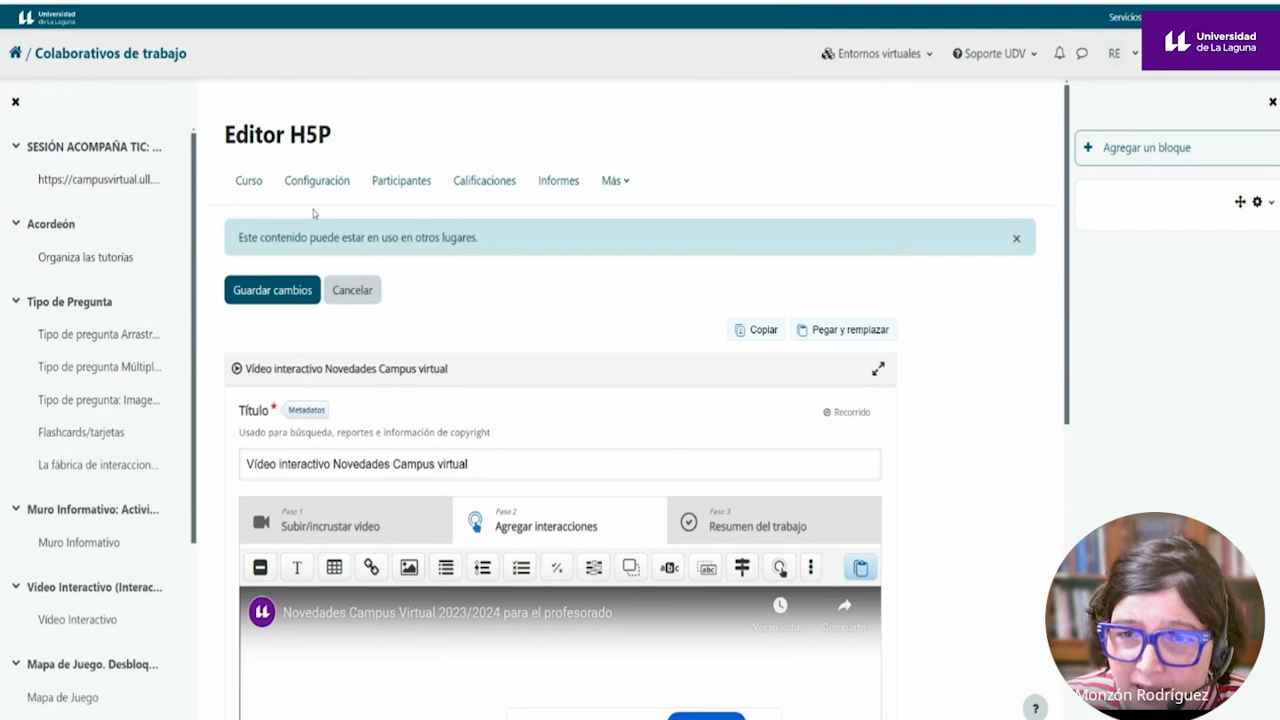 Universidad
de La Laguna
Servicios
Universidad
de La Laguna
/ Colaborativos de trabajo
Entornos virtuales
Soporte UDV
RE
Editor H5P
Curso
Configuración
Participantes
Calificaciones
Informes
Más
Este contenido puede estar en uso en otros lugares.
Guardar cambios
Cancelar
Copiar
Pegar y remplazar
Vídeo interactivo Novedades Campus virtual
Título * Metadatos
Recorrido
Usado para búsqueda, reportes e información de copyright
Vídeo interactivo Novedades Campus virtual
Paso 1
Subir/incrustar video
Paso 2
Agregar interacciones
Paso 3
Resumen del trabajo
Novedades Campus Virtual 2023/2024 para el profesorado
Ver más ta...
Compartir
SESIÓN ACOMPAÑA TIC: ...
https://campusvirtual.ull....
Acordeón
Organiza las tutorías
Tipo de Pregunta
Tipo de pregunta Arrastr...
Tipo de pregunta Múltipl...
Tipo de pregunta: Image...
Flashcards/tarjetas
La fábrica de interaccion...
Muro Informativo: Activi...
Muro Informativo
Vídeo Interactivo (Interac...
Vídeo Interactivo
Mapa de Juego. Desbloq...
Mapa de Juego
Agregar un bloque
Monzón Rodríguez